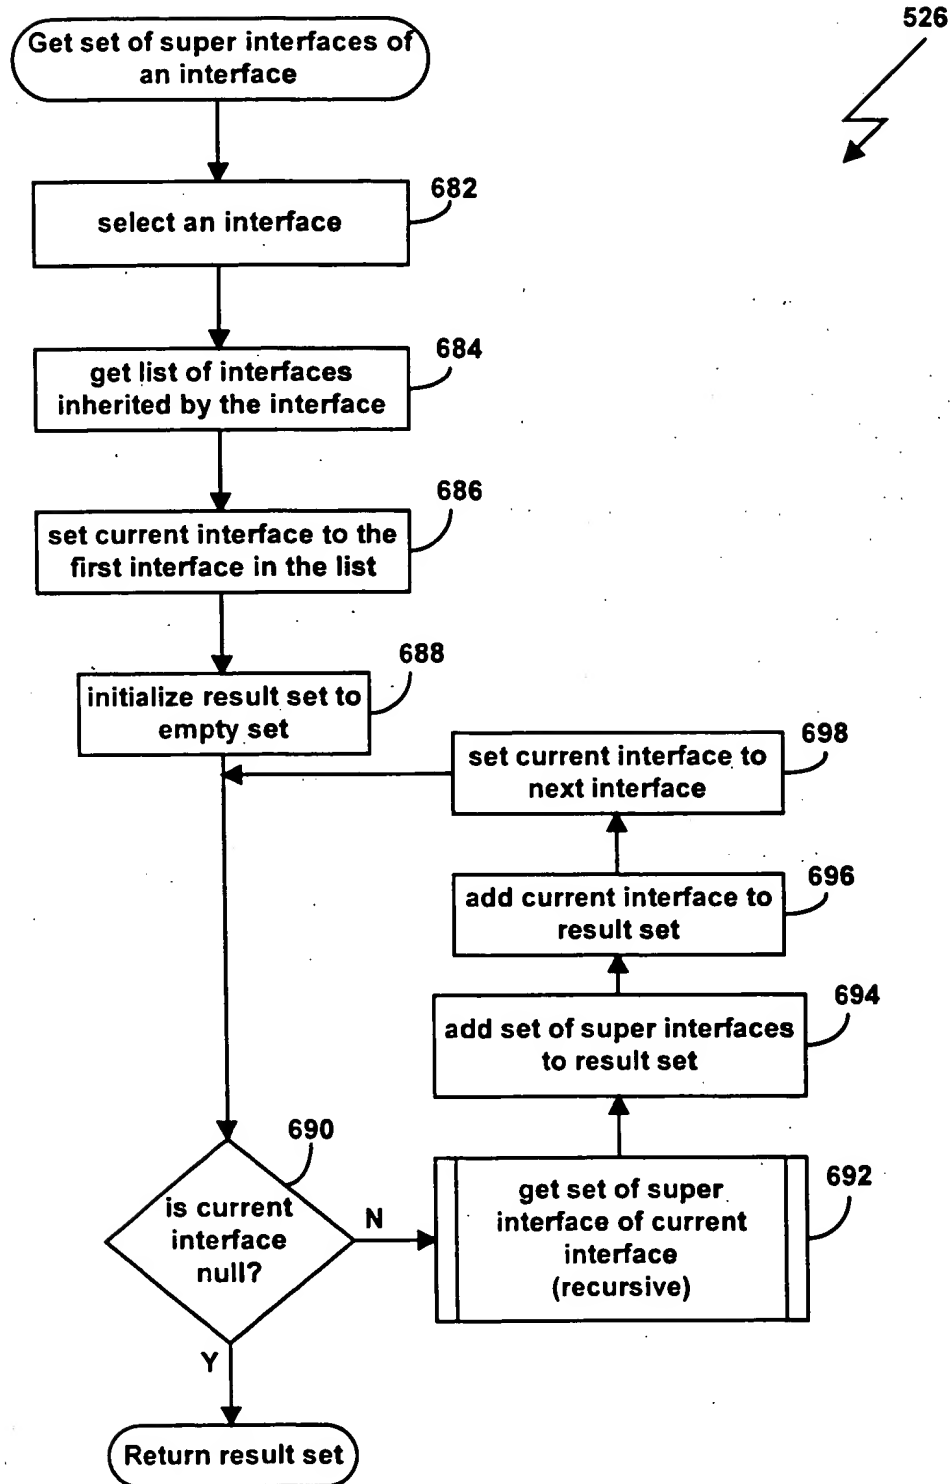 526
Get set of super interfaces of
an interface
682
select an interface
684
get list of interfaces
inherited by the interface
686
set current interface to the
first interface in the list
688
initialize result set to
empty set
698
set current interface to
next interface
696
add current interface to
result set
694
add set of super interfaces
to result set
690
is current
interface
null?
N
692
get set of super
interface of current
interface
(recursive)
Y
Return result set